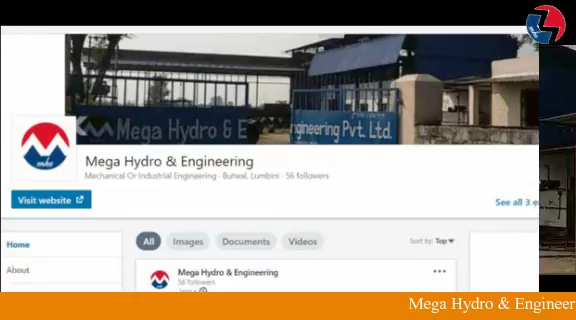 Mega Hydro & E
ngineering Pvt. Ltd.
mhe
Mega Hydro & Engineering
Mechanical Or Industrial Engineering · Butwal, Lumbini · 56 followers
Visit website
See all 3 e
Home
All
Images
Documents
Videos
Sort by: Top
About
Mega Hydro & Engineering
56 followers
Mega Hydro & Engineer